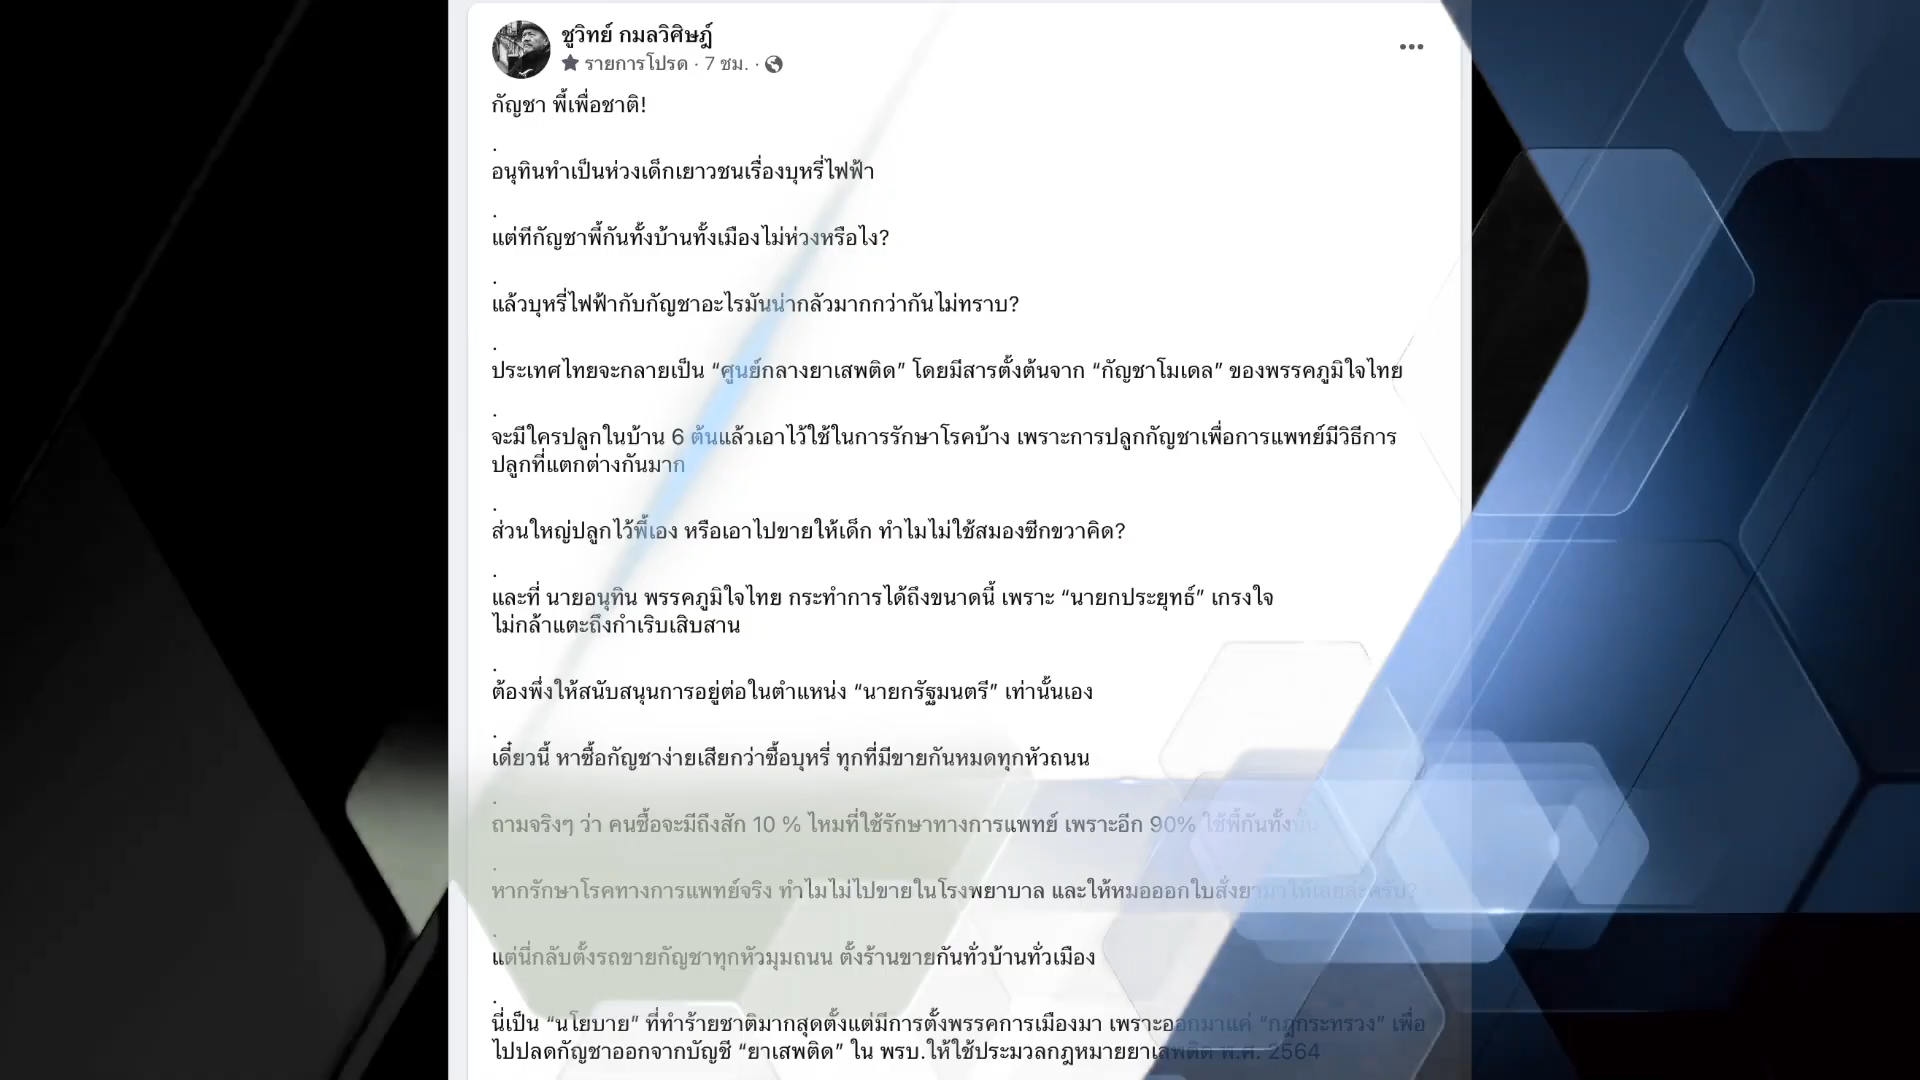 ชูวิทย์ กมลวิศิษฎ์
รายการโปรด · 7 ชม. ·
กัญชา พี้เพื่อชาติ!
.
อนุทินทำเป็นห่วงเด็กเยาวชนเรื่องบุหรี่ไฟฟ้า
.
แต่ทีกัญชาพี้กันทั้งบ้านทั้งเมืองไม่ห่วงหรือไง?
.
แล้วบุหรี่ไฟฟ้ากับกัญชาอะไรมันน่ากลัวมากกว่ากันไม่ทราบ?
.
ประเทศไทยจะกลายเป็น “ศูนย์กลางยาเสพติด” โดยมีสารตั้งต้นจาก “กัญชาโมเดล” ของพรรคภูมิใจไทย
.
จะมีใครปลูกในบ้าน 6 ต้นแล้วเอาไว้ใช้ในการรักษาโรคบ้าง เพราะการปลูกกัญชาเพื่อการแพทย์มีวิธีการ
ปลูกที่แตกต่างกันมาก
.
ส่วนใหญ่ปลูกไว้พี้เอง หรือเอาไปขายให้เด็ก ทำไมไม่ใช้สมองซีกขวาคิด?
.
และที่ นายอนุทิน พรรคภูมิใจไทย กระทำการได้ถึงขนาดนี้ เพราะ “นายกประยุทธ์” เกรงใจ
ไม่กล้าแตะถึงกำเริบเสิบสาน
.
ต้องพึ่งให้สนับสนุนการอยู่ต่อในตำแหน่ง “นายกรัฐมนตรี” เท่านั้นเอง
.
เดี๋ยวนี้ หาซื้อกัญชาง่ายเสียกว่าซื้อบุหรี่ ทุกที่มีขายกันหมดทุกหัวถนน
.
ถามจริงๆ ว่า คนซื้อจะมีถึงสัก 10 % ไหมที่ใช้รักษาทางการแพทย์ เพราะอีก 90% ใช้พี้กันทั้งนั้น
.
หากรักษาโรคทางการแพทย์จริง ทำไมไม่ไปขายในโรงพยาบาล และให้หมอออกใบสั่งยามาให้เลยล่ะครับ?
.
แต่นี่กลับตั้งรถขายกัญชาทุกหัวมุมถนน ตั้งร้านขายกันทั่วบ้านทั่วเมือง
.
นี่เป็น “นโยบาย” ที่ทำร้ายชาติมากสุดตั้งแต่มีการตั้งพรรคการเมืองมา เพราะออกมาแค่ “กฎกระทรวง” เพื่อ
ไปปลดกัญชาออกจากบัญชี “ยาเสพติด” ใน พรบ.ให้ใช้ประมวลกฎหมายยาเสพติด พ.ศ. 2564